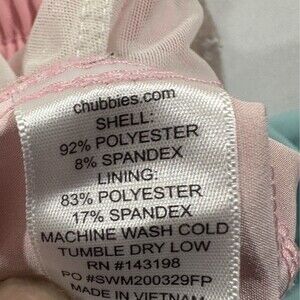 chubbies.com
SHELL:
92% POLYESTER
8% SPANDEX
LINING:
83% POLYESTER
17% SPANDEX
MACHINE WASH COLD
TUMBLE DRY LOW
RN #143198
PO #SWM200329FP
MADE IN VIETNAM